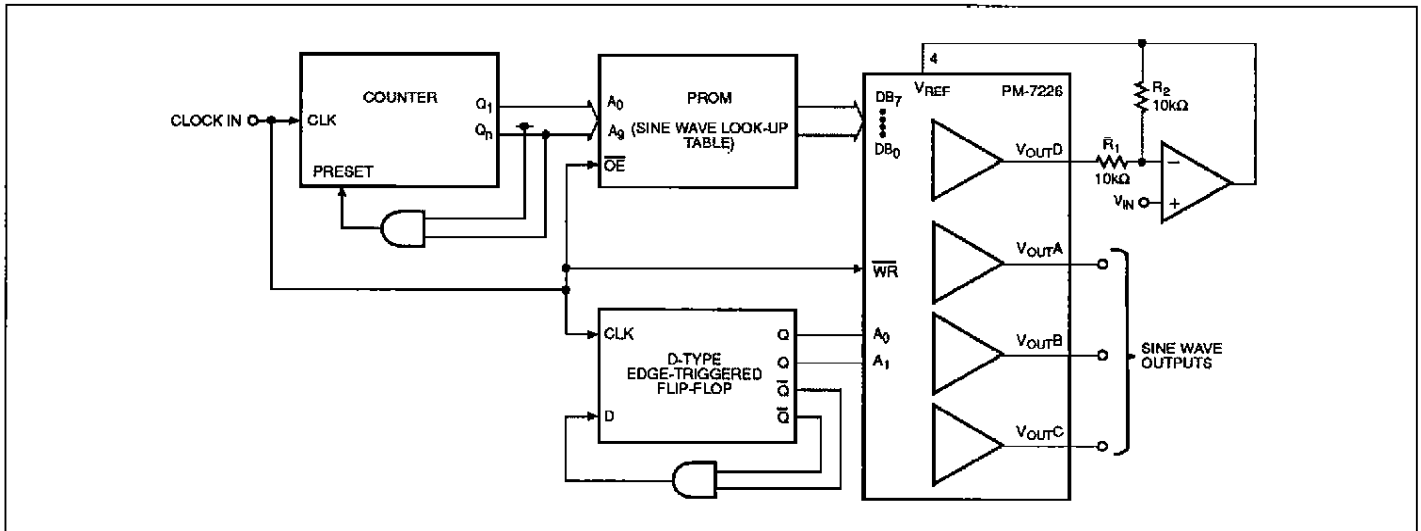 COUNTER
CLOCK IN
CLK
Q1
Qn
PRESET
PROM
(SINE WAVE LOOK-UP
TABLE)
A0
A9
OE
4
VREF
PM-7226
DB7
DB0
WR
A0
A1
VOUTD
VOUTA
VOUTB
VOUTC
R1
10kΩ
R2
10kΩ
VIN
−
+
SINE WAVE
OUTPUTS
CLK
D-TYPE
EDGE-TRIGGERED
FLIP-FLOP
D
Q
Q
Q̅
Q̅